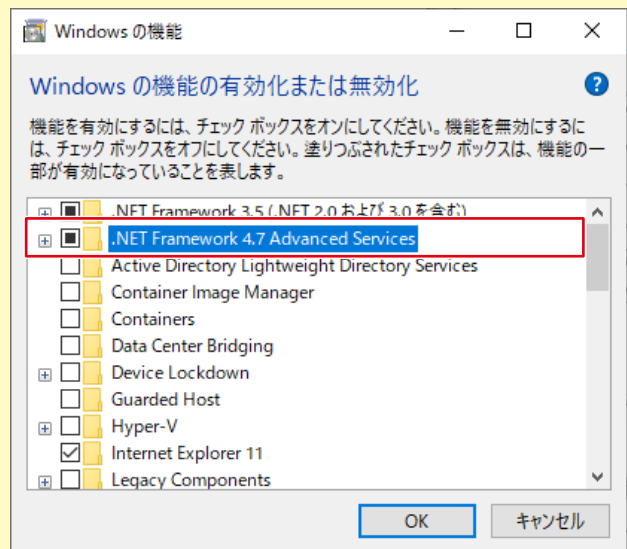 Windows の機能
Windows の機能の有効化または無効化
機能を有効にするには、チェック ボックスをオンにしてください。機能を無効にするに
は、チェック ボックスをオフにしてください。塗りつぶされたチェック ボックスは、機能の一
部が有効になっていることを表します。
.NET Framework 3.5 (.NET 2.0 および 3.0 を含む)
.NET Framework 4.7 Advanced Services
Active Directory Lightweight Directory Services
Container Image Manager
Containers
Data Center Bridging
Device Lockdown
Guarded Host
Hyper-V
Internet Explorer 11
Legacy Components
OK キャンセル